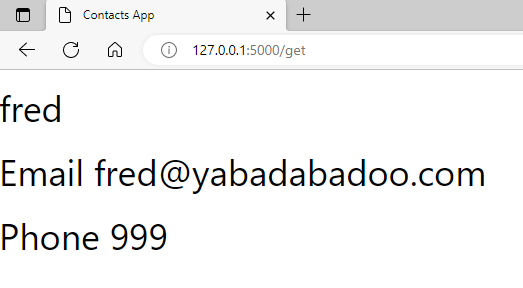 Contacts App
127.0.0.1:5000/get
fred
Email fred@yabadabadoo.com
Phone 999